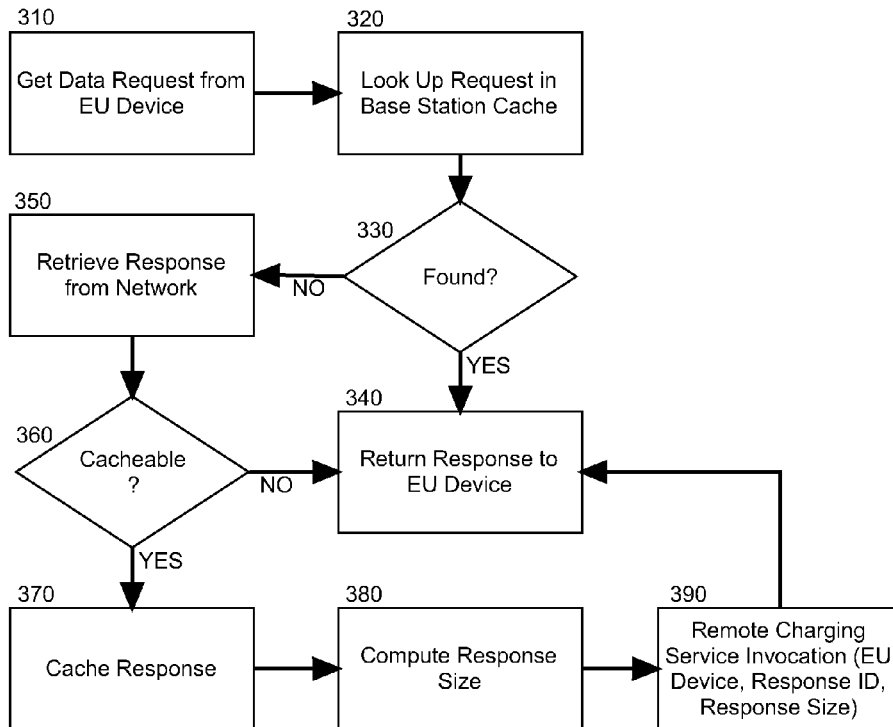 310
Get Data Request from
EU Device
320
Look Up Request in
Base Station Cache
330
Found?
NO
YES
350
Retrieve Response
from Network
340
Return Response to
EU Device
360
Cacheable
?
NO
YES
370
Cache Response
380
Compute Response
Size
390
Remote Charging
Service Invocation (EU
Device, Response ID,
Response Size)